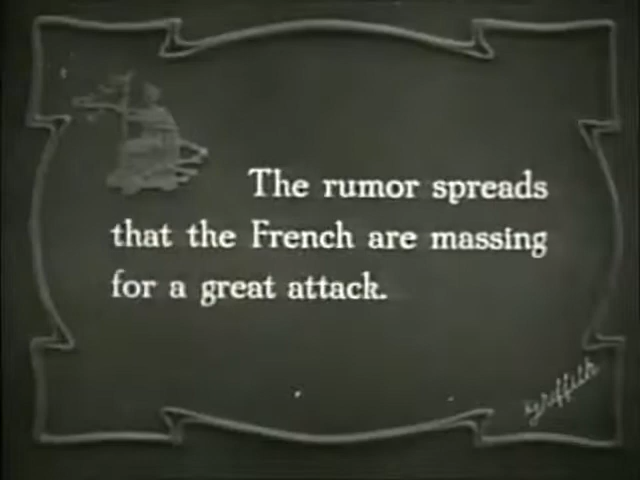 The rumor spreads
that the French are massing
for a great attack.
Griffith